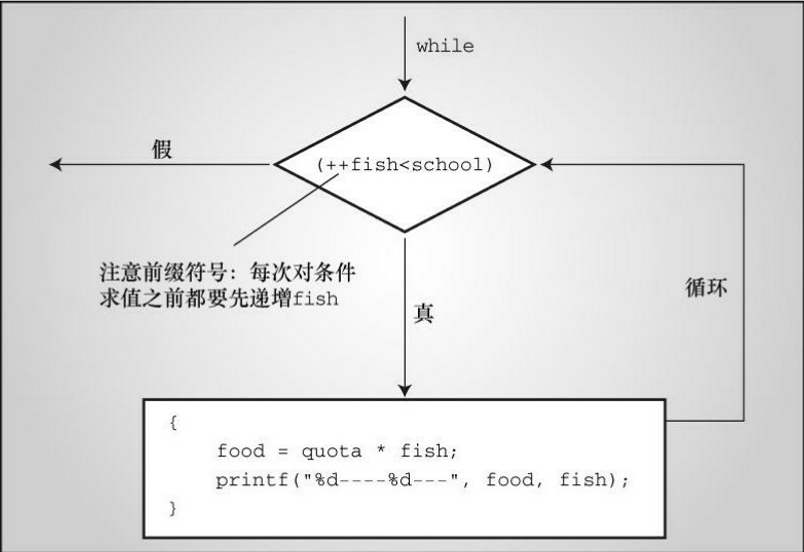 while
假
(++fish<school)
注意前缀符号：每次对条件
求值之前都要先递增fish
真
循环
{
food = quota * fish;
printf("%d----%d---", food, fish);
}